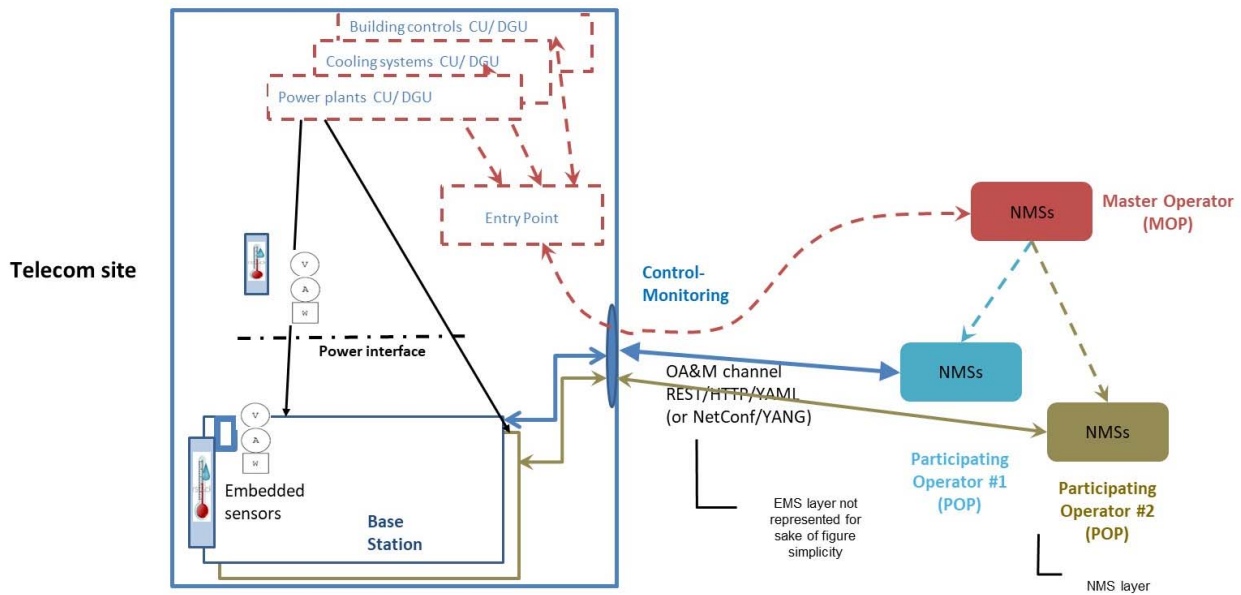 Building controls CU/ DGU
Cooling systems CU/ DGU
Power plants CU/ DGU
Entry Point
NMSs
Master Operator
(MOP)
Telecom site
V
A
W
Control-
Monitoring
Power interface
OA&M channel
REST/HTTP/YAML
(or NetConf/YANG)
NMSs
NMSs
V
A
W
Embedded
sensors
Base
Station
Participating
Operator #1
(POP)
Participating
Operator #2
(POP)
EMS layer not
represented for
sake of figure
simplicity
NMS layer